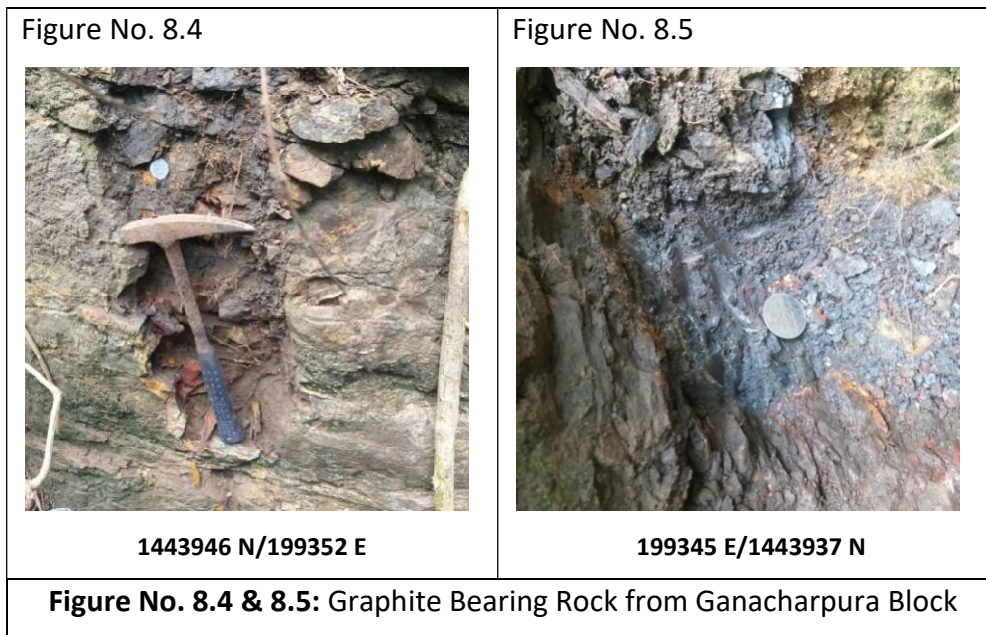 Figure No. 8.4
Figure No. 8.5
1443946 N/199352 E
199345 E/1443937 N
Figure No. 8.4 & 8.5: Graphite Bearing Rock from Ganacharpura Block